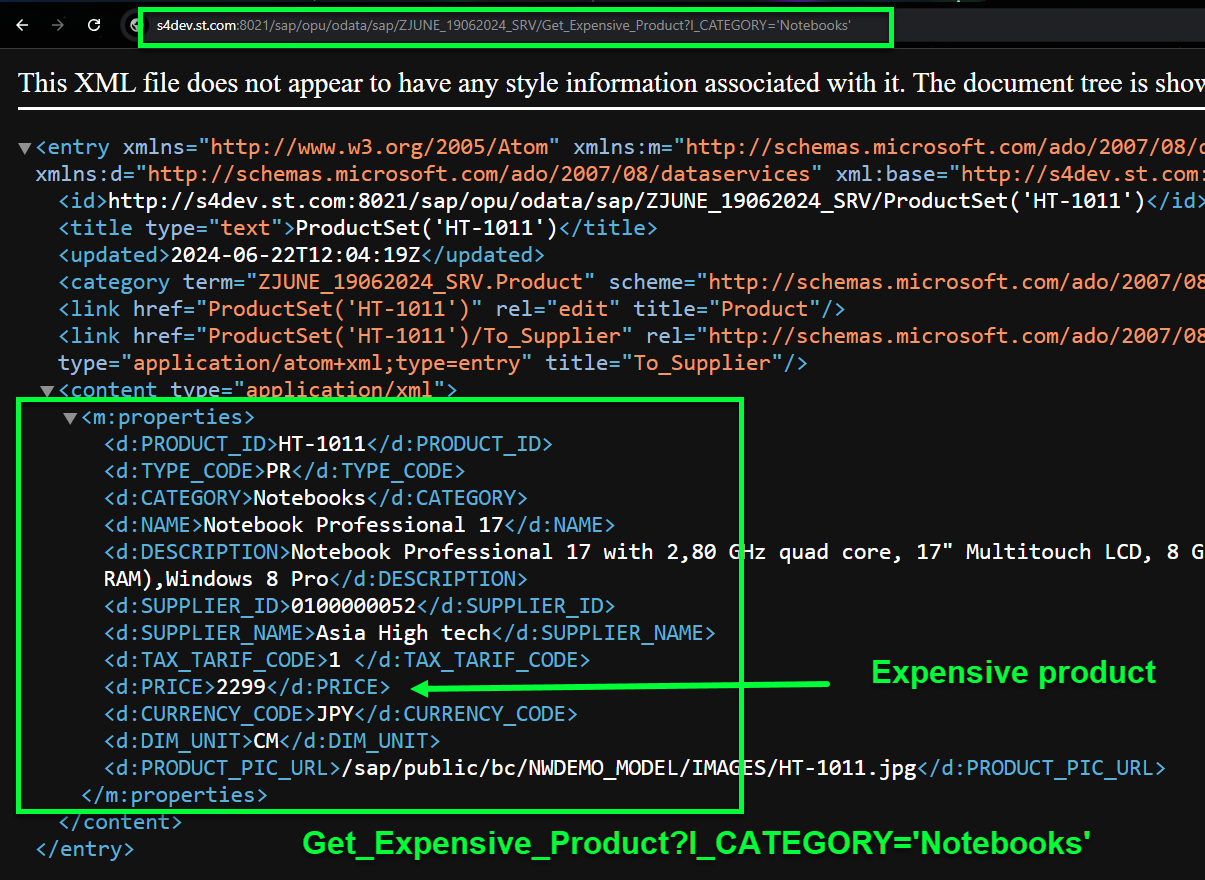 s4dev.st.com:8021/sap/opu/odata/sap/ZJUNE_19062024_SRV/Get_Expensive_Product?I_CATEGORY='Notebooks'
This XML file does not appear to have any style information associated with it. The document tree is
<entry xmlns="http://www.w3.org/2005/Atom" xmlns:m="http://schemas.microsoft.com/ado/2007/08/
xmlns:d="http://schemas.microsoft.com/ado/2007/08/dataservices" xml:base="http://s4dev.st.com:
<id>http://s4dev.st.com:8021/sap/opu/odata/sap/ZJUNE_19062024_SRV/ProductSet('HT-1011')</id>
<title type="text">ProductSet('HT-1011')</title>
<updated>2024-06-22T12:04:19Z</updated>
<category term="ZJUNE_19062024_SRV.Product" scheme="http://schemas.microsoft.com/ado/2007/08
<link href="ProductSet('HT-1011')" rel="edit" title="Product"/>
<link href="ProductSet('HT-1011')/To_Supplier" rel="http://schemas.microsoft.com/ado/2007/08
type="application/atom+xml;type=entry" title="To_Supplier"/>
<content type="application/xml">
<m:properties>
<d:PRODUCT_ID>HT-1011</d:PRODUCT_ID>
<d:TYPE_CODE>PR</d:TYPE_CODE>
<d:CATEGORY>Notebooks</d:CATEGORY>
<d:NAME>Notebook Professional 17</d:NAME>
<d:DESCRIPTION>Notebook Professional 17 with 2,80 GHz quad core, 17" Multitouch LCD, 8 G
RAM),Windows 8 Pro</d:DESCRIPTION>
<d:SUPPLIER_ID>0100000052</d:SUPPLIER_ID>
<d:SUPPLIER_NAME>Asia High tech</d:SUPPLIER_NAME>
<d:TAX_TARIF_CODE>1 </d:TAX_TARIF_CODE>
<d:PRICE>2299</d:PRICE>
Expensive product
<d:CURRENCY_CODE>JPY</d:CURRENCY_CODE>
<d:DIM_UNIT>CM</d:DIM_UNIT>
<d:PRODUCT_PIC_URL>/sap/public/bc/NWDEMO_MODEL/IMAGES/HT-1011.jpg</d:PRODUCT_PIC_URL>
</m:properties>
</content>
Get_Expensive_Product?I_CATEGORY='Notebooks'
</entry>